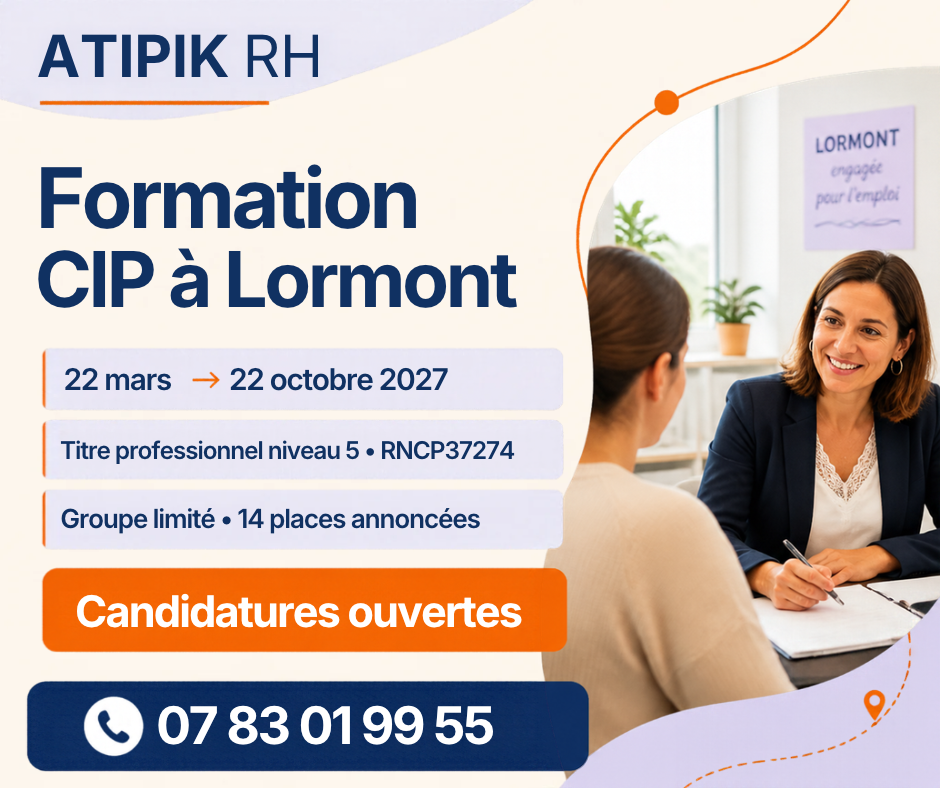 ATIPIK RH
Formation
CIP à Lormont
22 mars → 22 octobre 2027
Titre professionnel niveau 5 • RNCP37274
Groupe limité • 14 places annoncées
Candidatures ouvertes
07 83 01 99 55
LORMONT
engagée
pour l'emploi